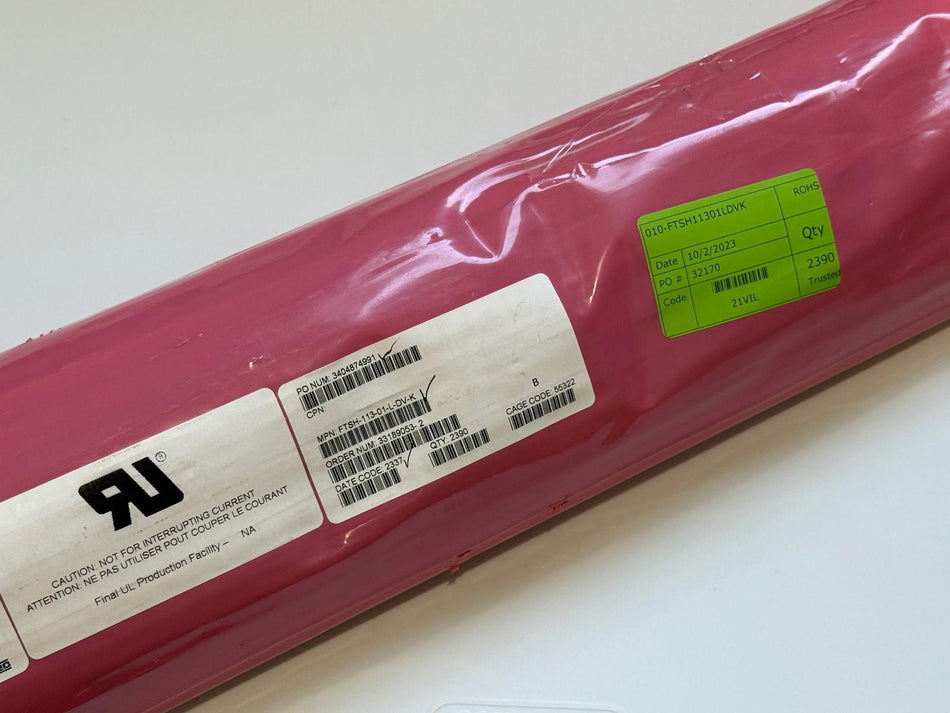 PO NUM: 3404874991
CPN:
MPN: FTSH-113-01-L-DV-K
ORDER NUM: 33189053- 2
DATE CODE: 2337
QTY: 2390
B
CAGE CODE: 55322
®
CAUTION: NOT FOR INTERRUPTING CURRENT
ATTENTION: NE PAS UTILISER POUT COUPER LE COURANT
Final UL Production Facility – NA
010-FTSH11301LDVK
ROHS
Date 10/2/2023
Qty
PO # 32170
2390
Code
21VIL
Trusted